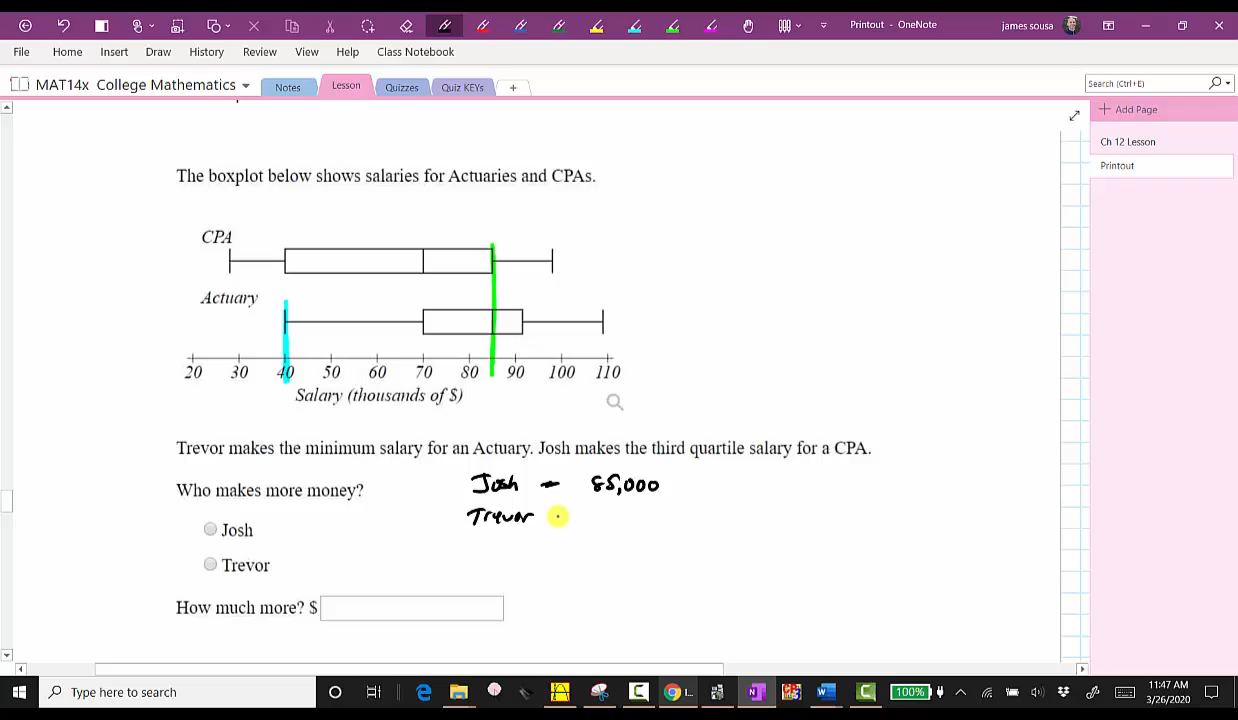 Printout - OneNote
james sousa
File Home Insert Draw History Review View Help Class Notebook
MAT14x College Mathematics Notes Lesson Quizzes Quiz KEYs +
Search (Ctrl+E)
Add Page
Ch 12 Lesson
Printout
The boxplot below shows salaries for Actuaries and CPAs.
CPA
Actuary
20 30 40 50 60 70 80 90 100 110
Salary (thousands of $)
Trevor makes the minimum salary for an Actuary. Josh makes the third quartile salary for a CPA.
Who makes more money?
Josh - 85,000
Trevor
Josh
Trevor
How much more? $
Type here to search
100%
11:47 AM
3/26/2020